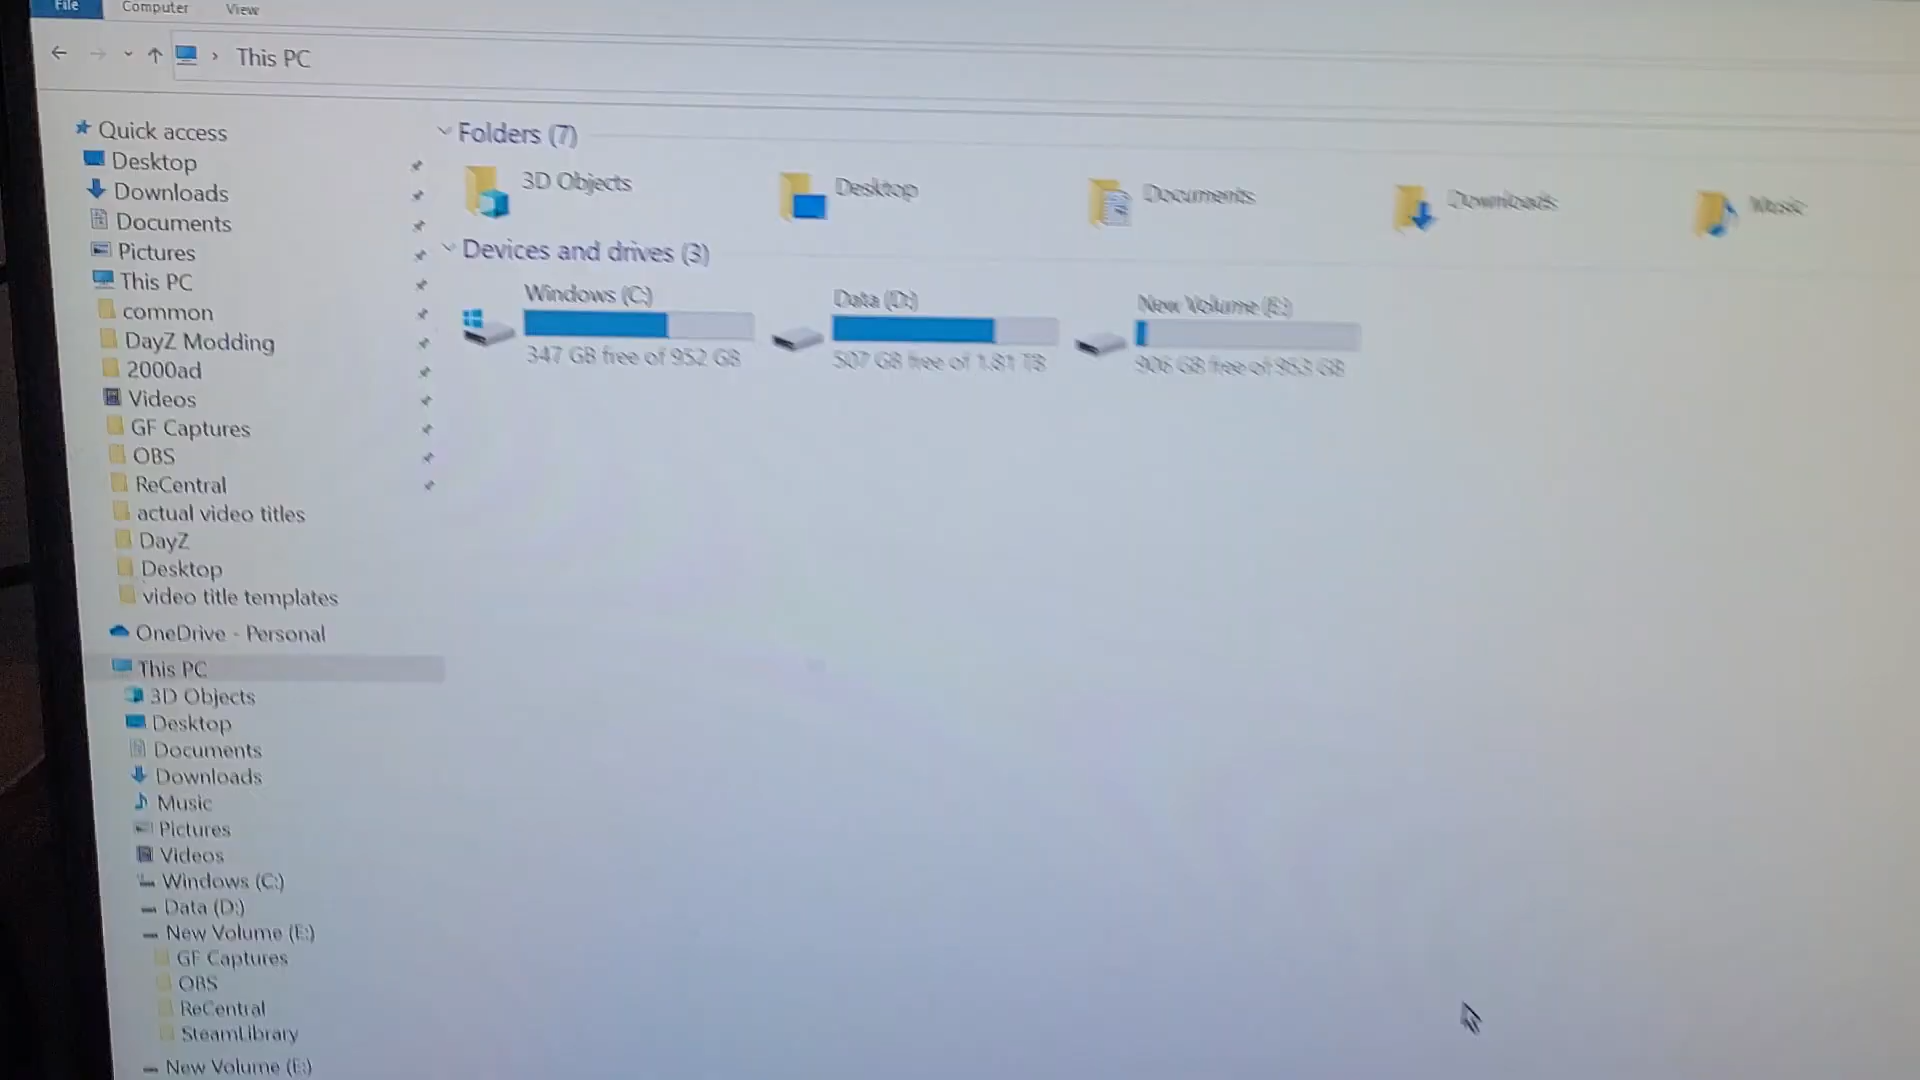 File Computer View
This PC
Quick access
Desktop
Downloads
Documents
Pictures
This PC
common
DayZ Modding
2000ad
Videos
GF Captures
OBS
ReCentral
actual video titles
DayZ
Desktop
video title templates
OneDrive - Personal
This PC
3D Objects
Desktop
Documents
Downloads
Music
Pictures
Videos
Windows (C:)
Data (D:)
New Volume (E:)
GF Captures
OBS
ReCentral
SteamLibrary
New Volume (E:)
Folders (7)
3D Objects Desktop Documents Downloads Music
Devices and drives (3)
Windows (C:) Data (D:) New Volume (E:)
347 GB free of 952 GB 507 GB free of 1.81 TB 906 GB free of 953 GB